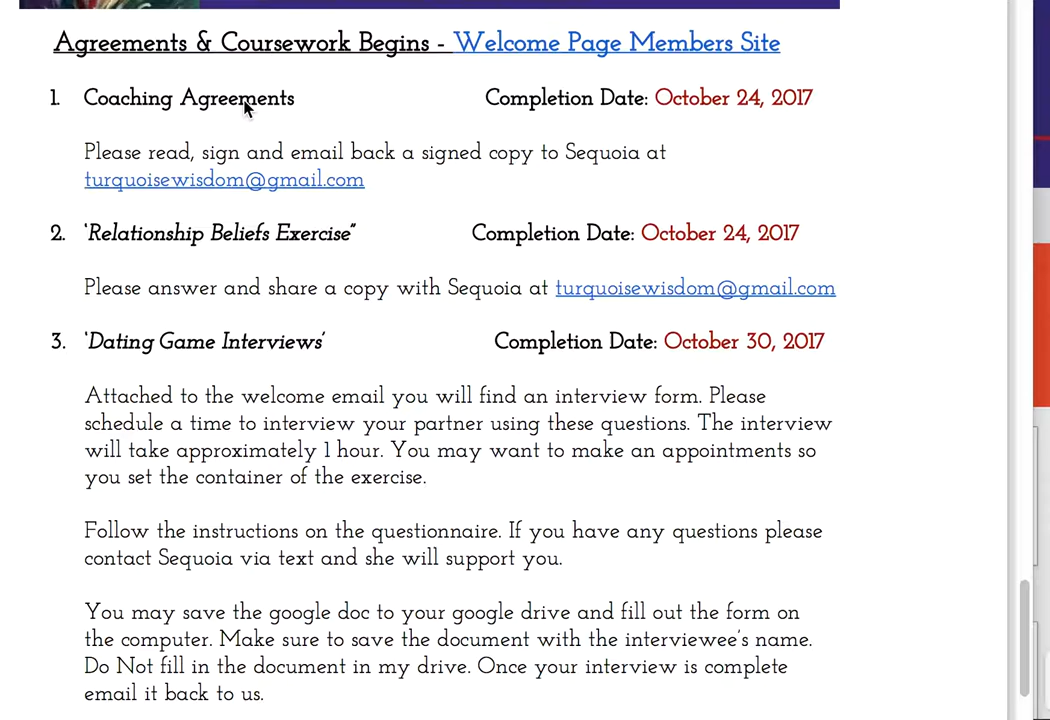 Agreements & Coursework Begins - Welcome Page Members Site
1. Coaching Agreements Completion Date: October 24, 2017
Please read, sign and email back a signed copy to Sequoia at
turquoisewisdom@gmail.com
2. 'Relationship Beliefs Exercise" Completion Date: October 24, 2017
Please answer and share a copy with Sequoia at turquoisewisdom@gmail.com
3. 'Dating Game Interviews' Completion Date: October 30, 2017
Attached to the welcome email you will find an interview form. Please
schedule a time to interview your partner using these questions. The interview
will take approximately 1 hour. You may want to make an appointments so
you set the container of the exercise.
Follow the instructions on the questionnaire. If you have any questions please
contact Sequoia via text and she will support you.
You may save the google doc to your google drive and fill out the form on
the computer. Make sure to save the document with the interviewee's name.
Do Not fill in the document in my drive. Once your interview is complete
email it back to us.